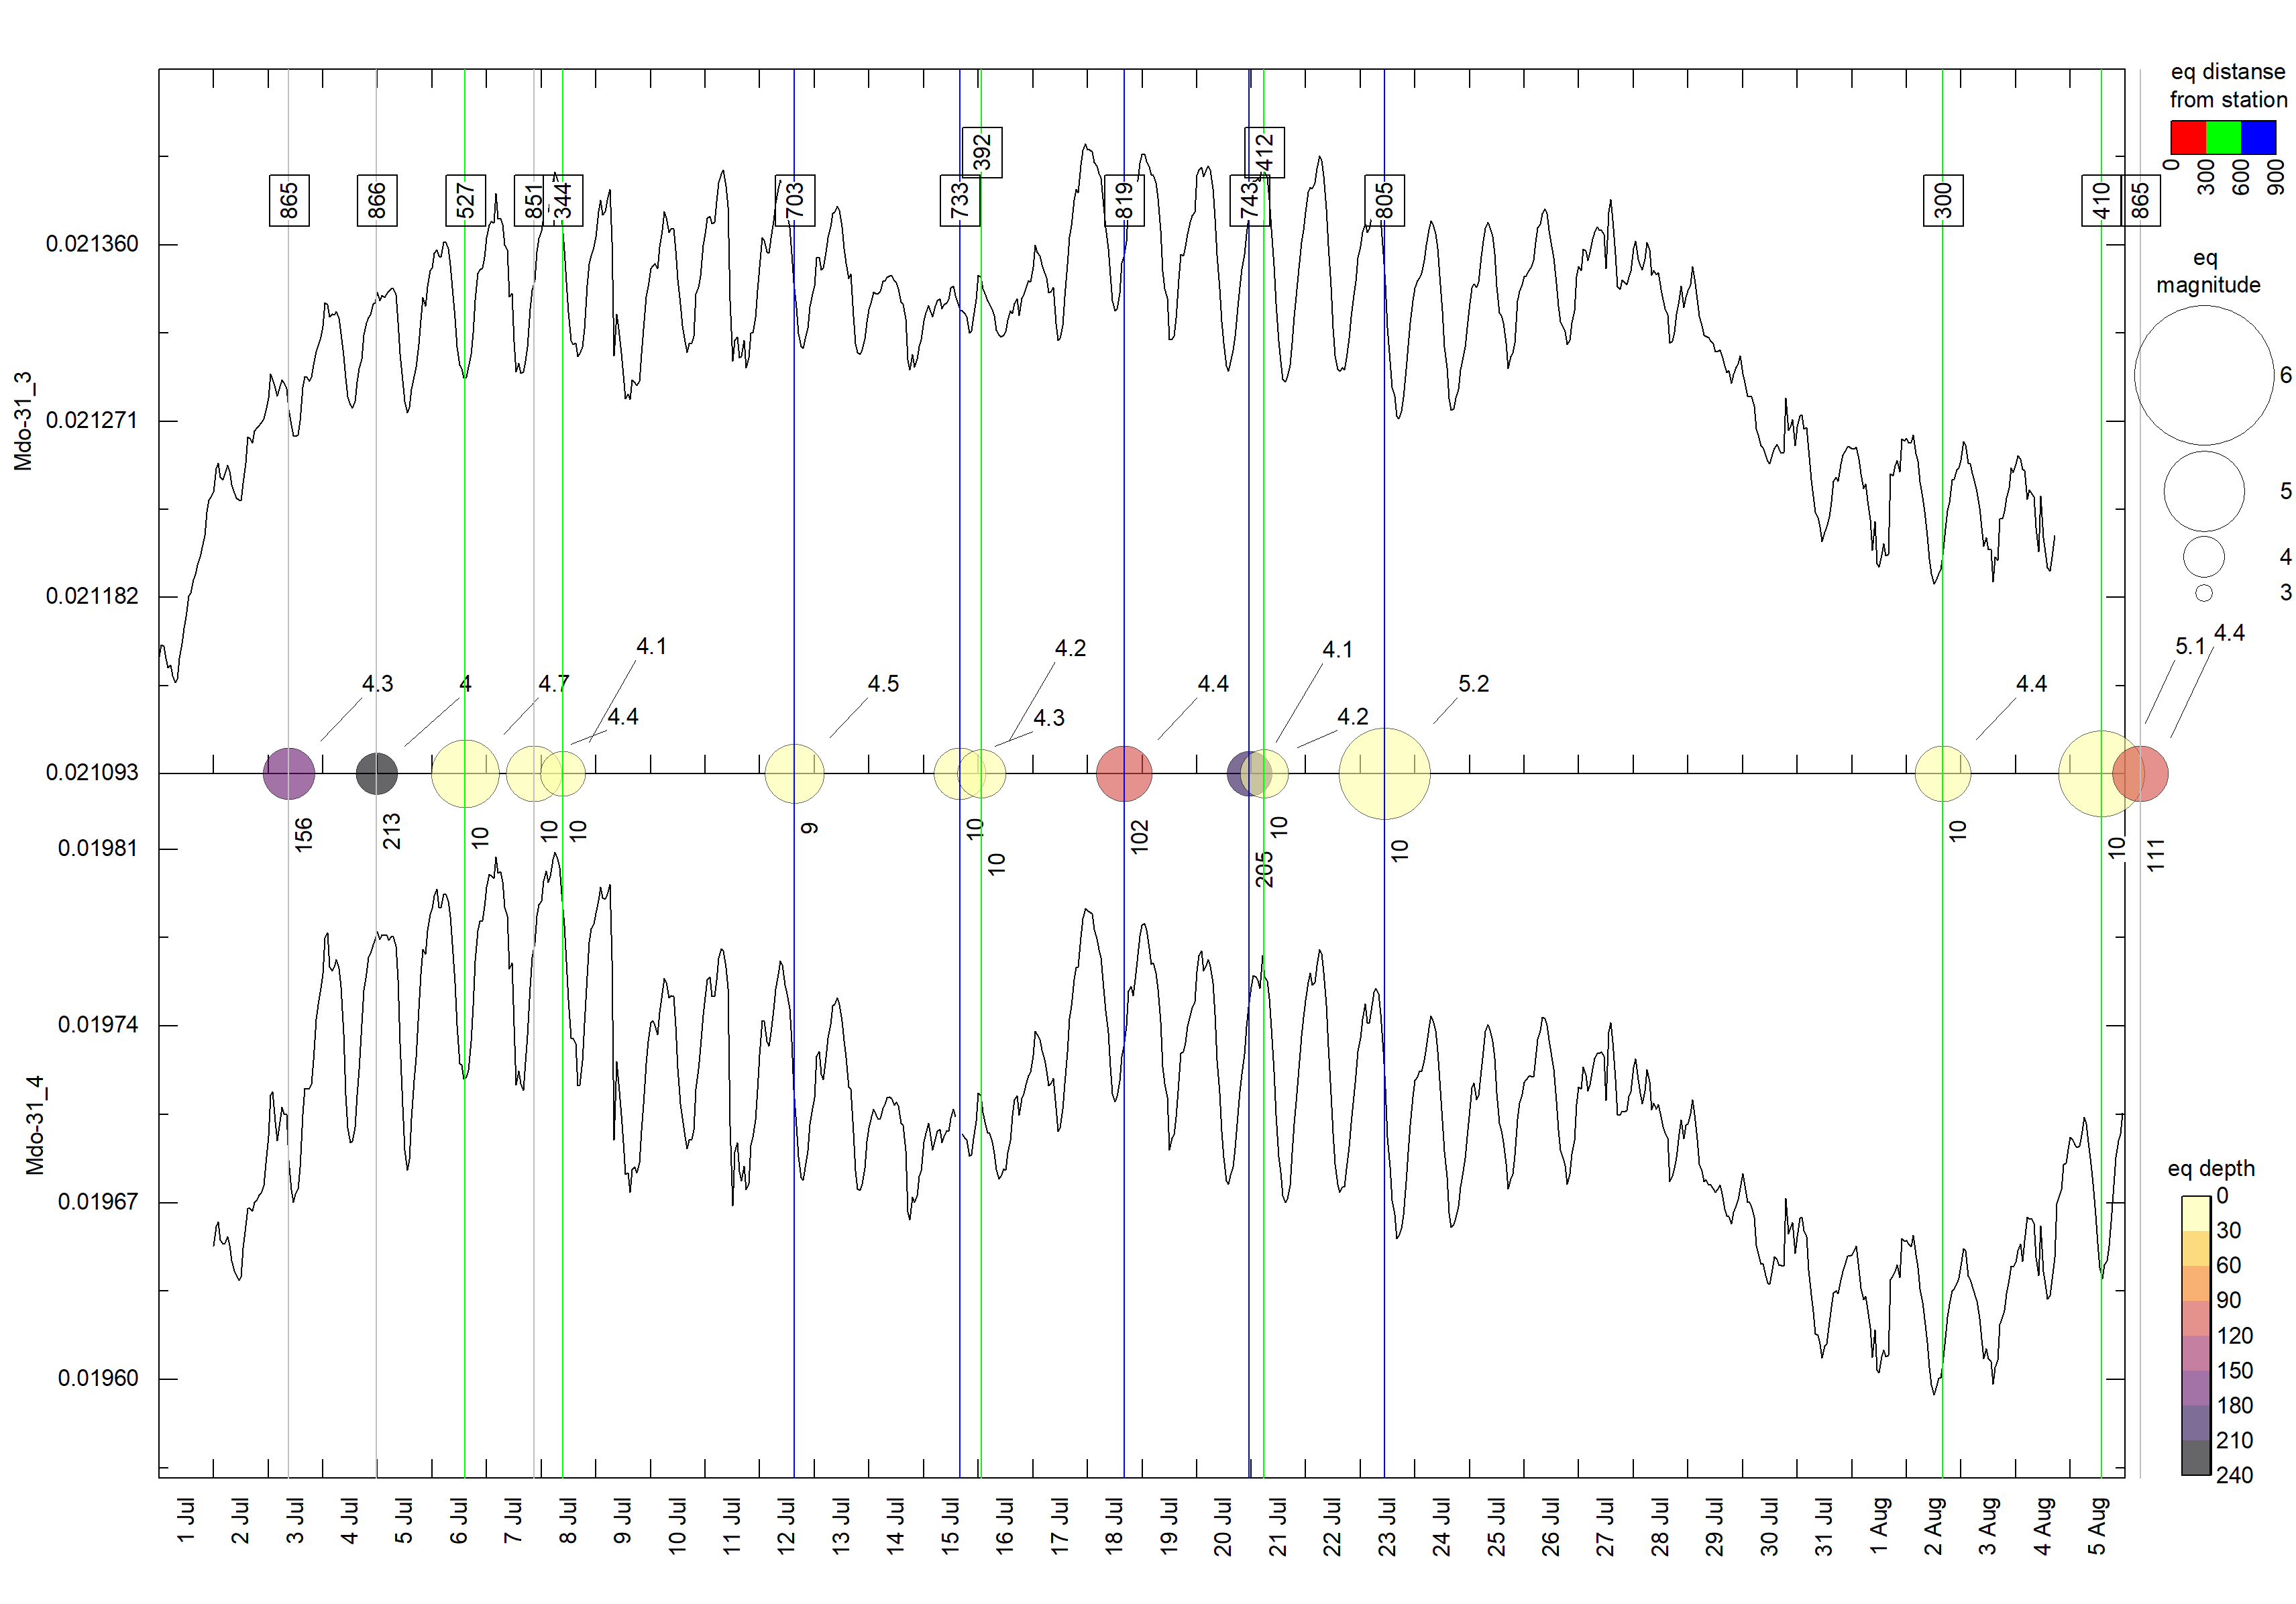 eq distanse
from station
0
300
600
900
865
866
527
851
344
703
733
392
819
743
412
805
300
410
865
eq
magnitude
6
5
4
3
Mdo-31_3
0.021360
0.021271
0.021182
0.021093
4.3
4
4.7
4.4
4.1
4.5
4.3
4.2
4.4
4.1
4.2
5.2
4.4
5.1
4.4
156
213
10
10
10
9
10
10
102
205
10
10
10
10
111
Mdo-31_4
0.01981
0.01974
0.01967
0.01960
eq depth
0
30
60
90
120
150
180
210
240
1 Jul
2 Jul
3 Jul
4 Jul
5 Jul
6 Jul
7 Jul
8 Jul
9 Jul
10 Jul
11 Jul
12 Jul
13 Jul
14 Jul
15 Jul
16 Jul
17 Jul
18 Jul
19 Jul
20 Jul
21 Jul
22 Jul
23 Jul
24 Jul
25 Jul
26 Jul
27 Jul
28 Jul
29 Jul
30 Jul
31 Jul
1 Aug
2 Aug
3 Aug
4 Aug
5 Aug